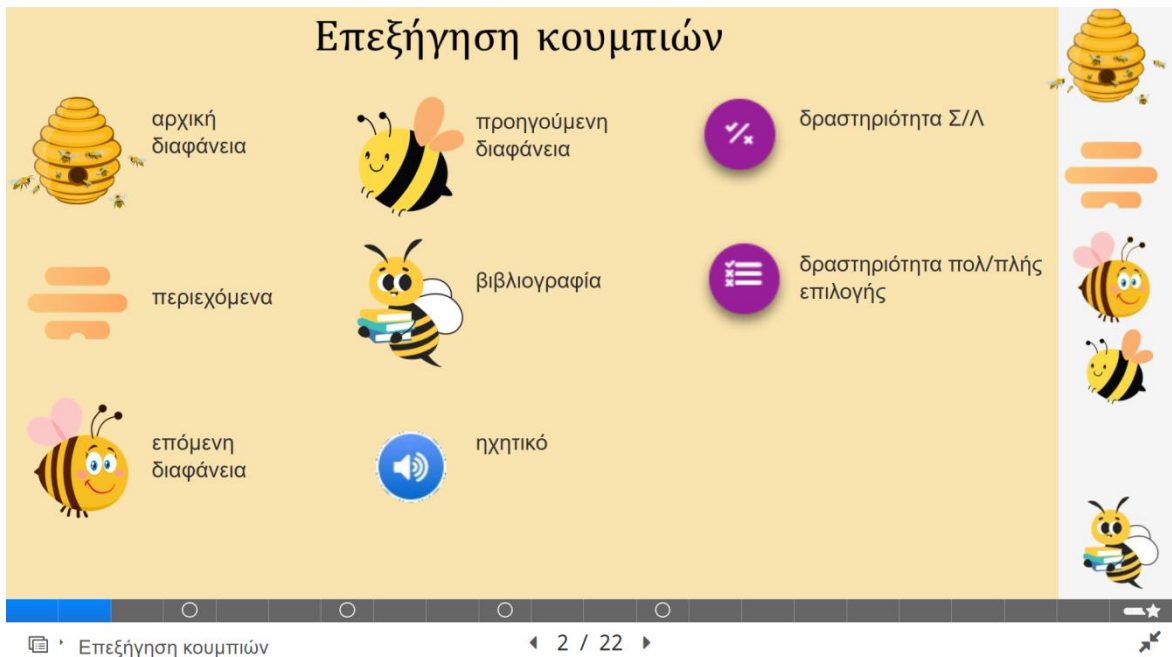 Επεξήγηση κουμπιών
αρχική
διαφάνεια
προηγούμενη
διαφάνεια
δραστηριότητα Σ/Λ
περιεχόμενα
βιβλιογραφία
δραστηριότητα πολ/πλής
επιλογής
επόμενη
διαφάνεια
ηχητικό
Επεξήγηση κουμπιών
2 / 22